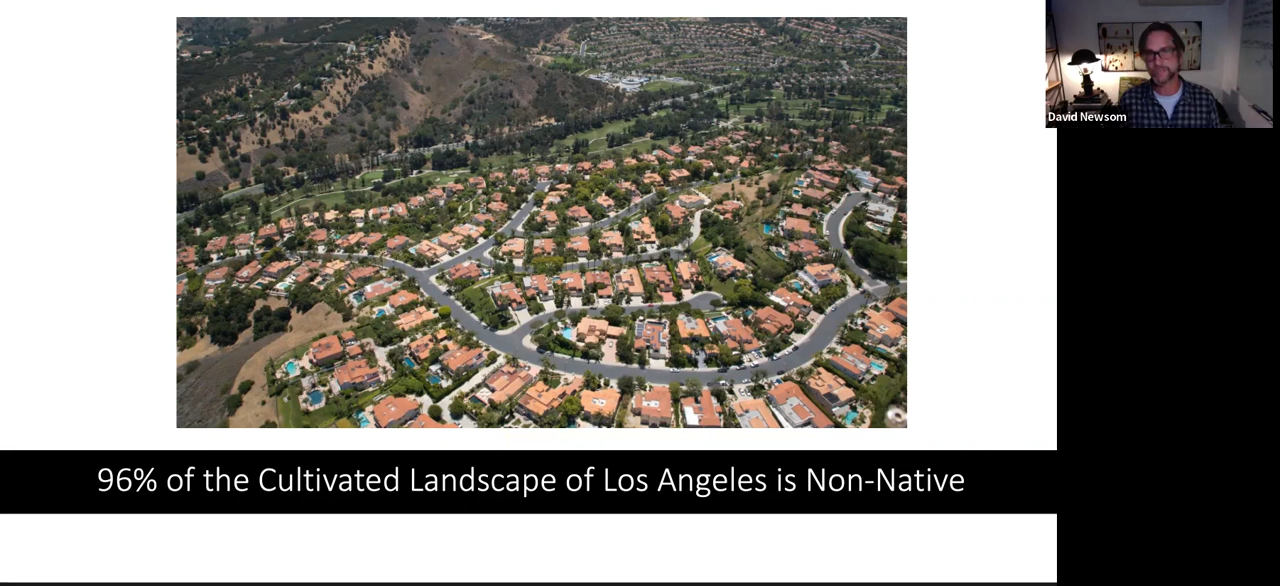 David Newsom
96% of the Cultivated Landscape of Los Angeles is Non-Native